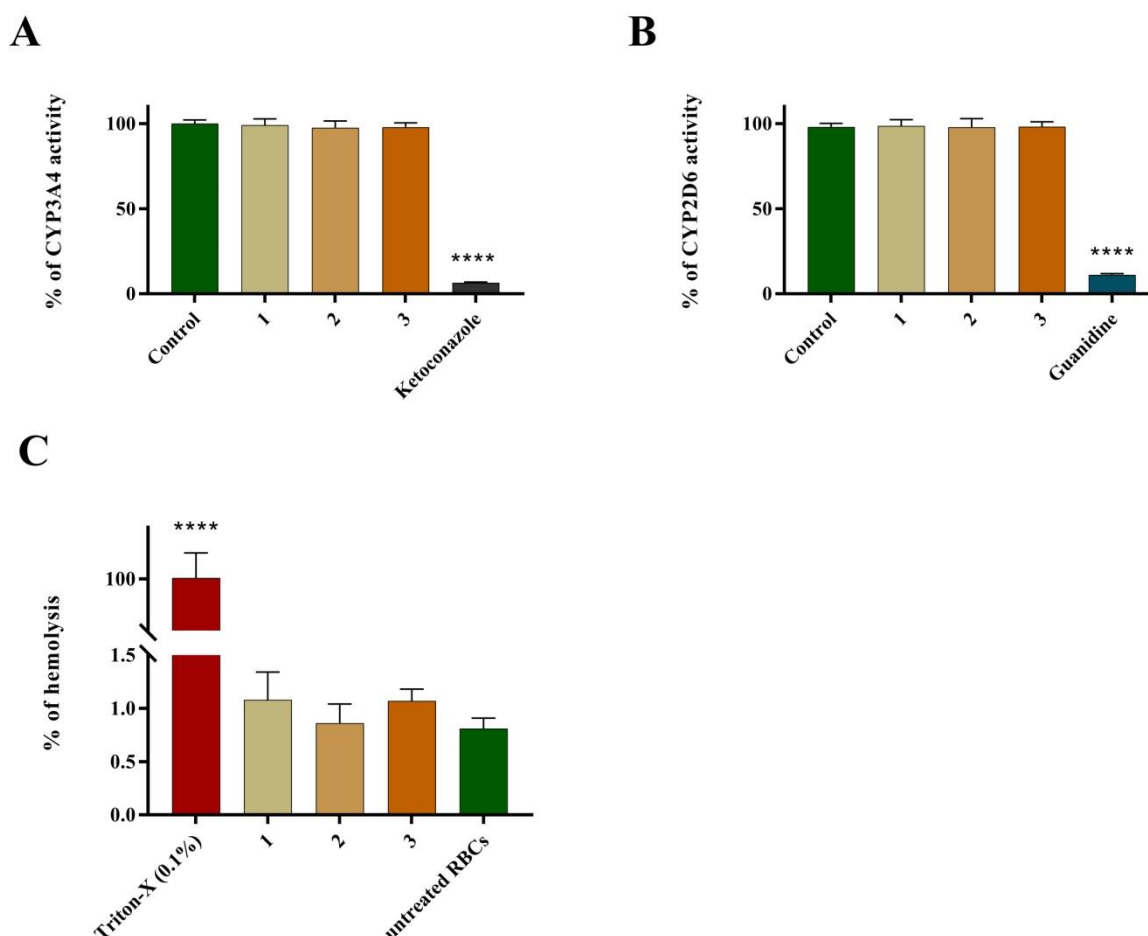 A
% of CYP3A4 activity
100
50
0
****
Control
1
2
3
Ketoconazole
B
% of CYP2D6 activity
100
50
0
****
Control
1
2
3
Guanidine
C
% of hemolysis
100
1.5
1.0
0.5
0.0
****
Triton-X (0.1%)
1
2
3
untreated RBCs